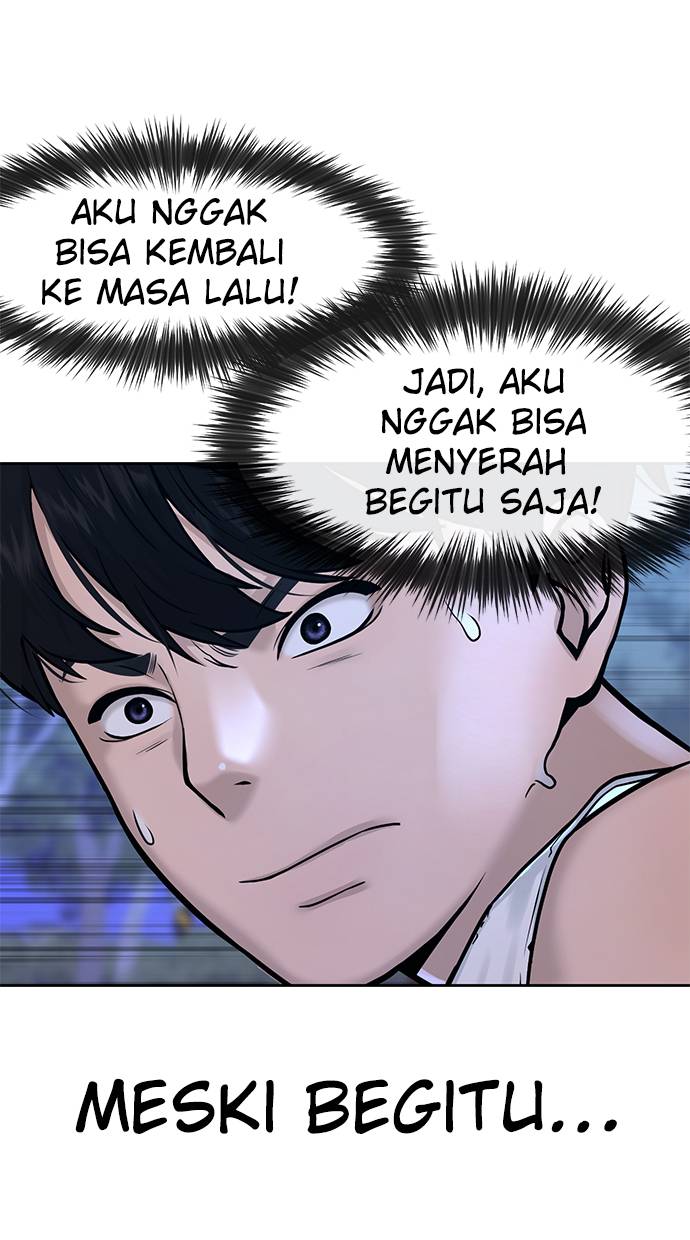 AKU NGGAK
BISA KEMBALI
KE MASA LALU!
JADI, AKU
NGGAK BISA
MENYERAH
BEGITU SAJA!
MESKI BEGITU...